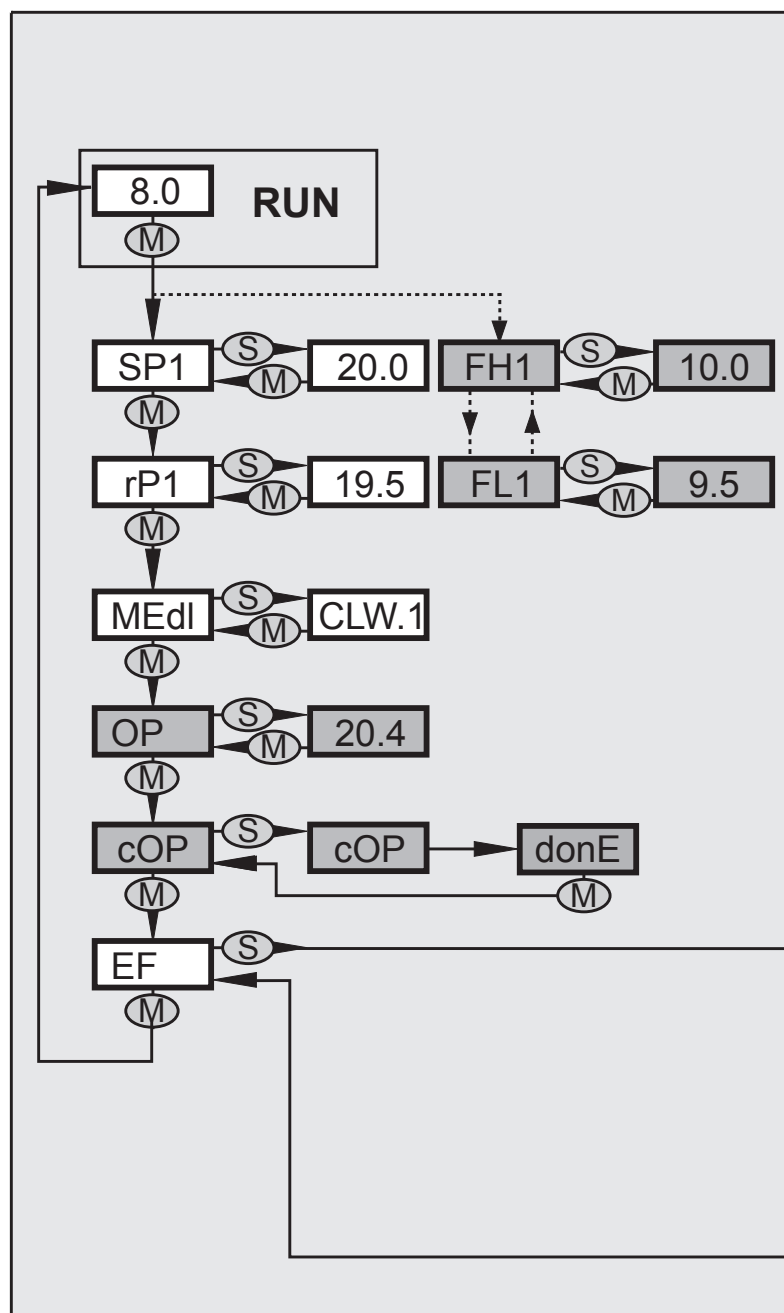 8.0 RUN
M
SP1 S 20.0 FH1 S 10.0
M M
M
rP1 S 19.5 FL1 S 9.5
M M
M
MEdI S CLW.1
M
M
OP S 20.4
M
M
cOP S cOP donE
M M
EF S
M